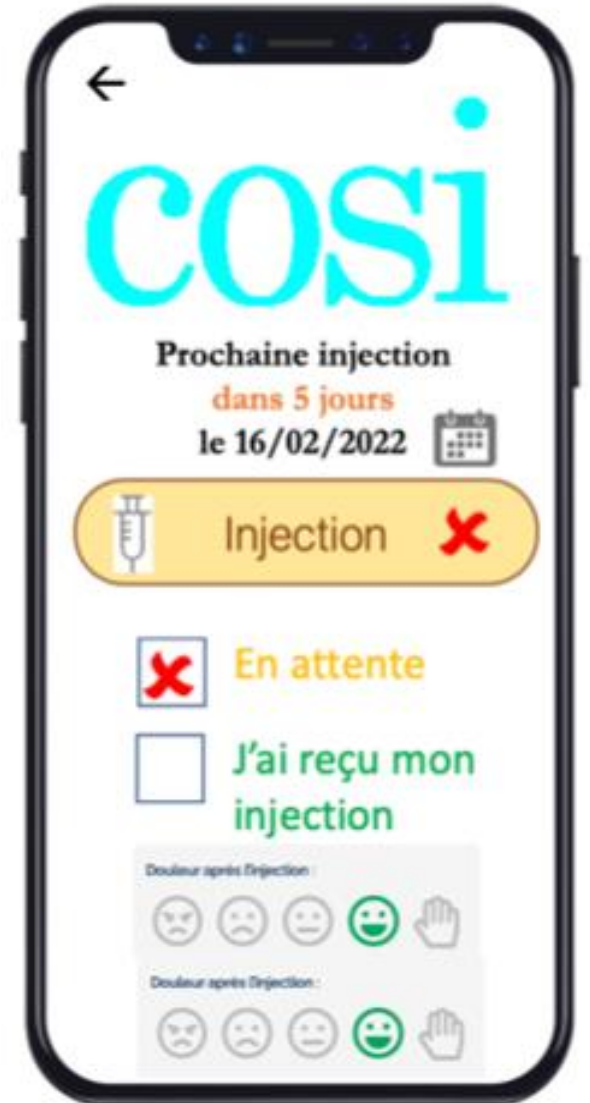 cosi
Prochaine injection
dans 5 jours
le 16/02/2022
Injection
En attente
J'ai reçu mon
injection
Douleur après l'injection :
Douleur après l'injection :